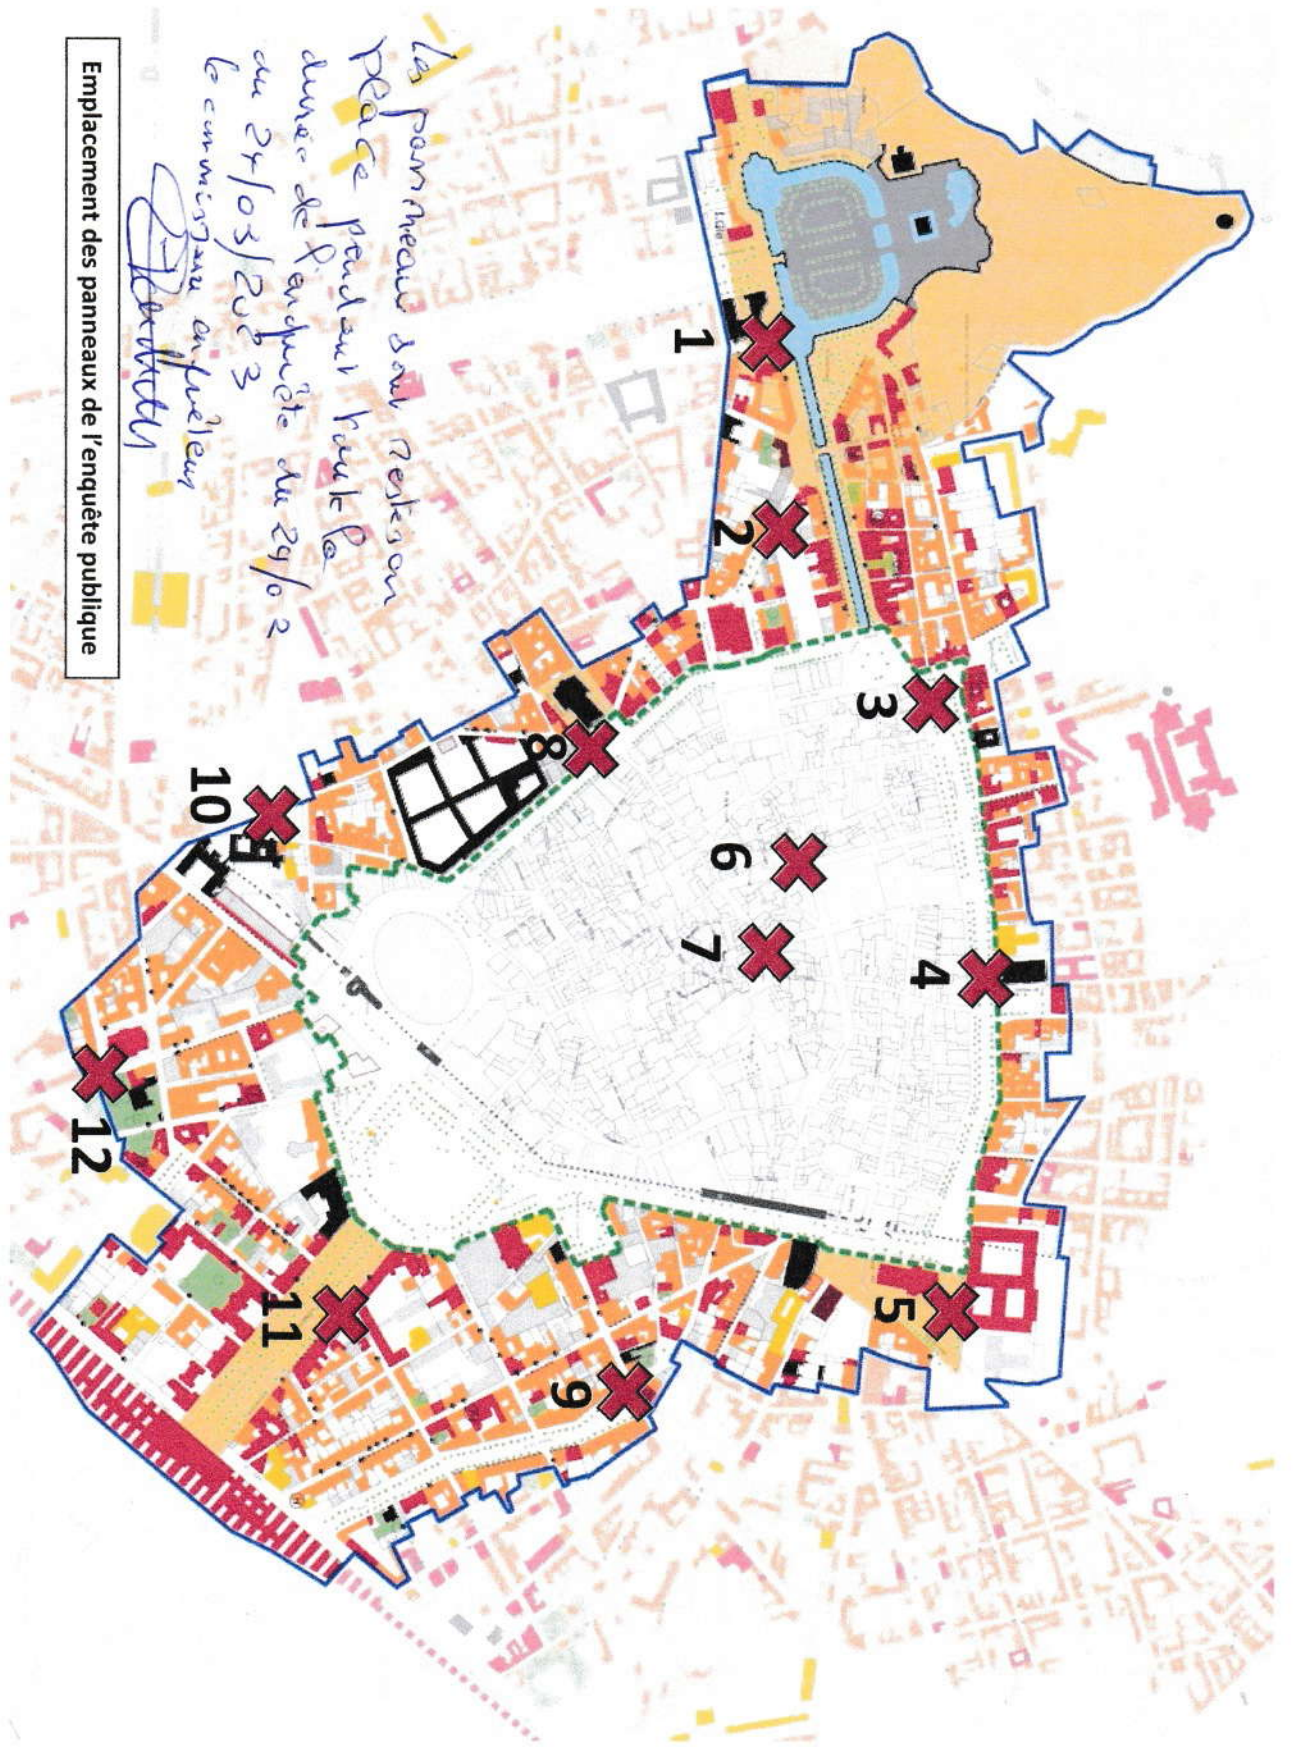 Les panneaux sont restés en
place pendant toute la
durée de l'enquête du 24/02
au 24/03/2023
le commissaire enquêteur
Emplacement des panneaux de l'enquête publique
1
2
3
4
5
6
7
8
9
10
11
12